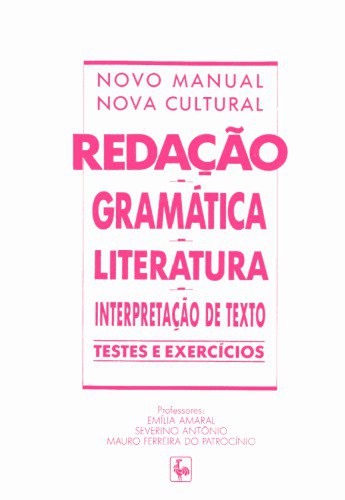 NOVO MANUAL
NOVA CULTURAL
REDAÇÃO
-
GRAMÁTICA
-
LITERATURA
-
INTERPRETAÇÃO DE TEXTO
TESTES E EXERCÍCIOS
Professores:
EMÍLIA AMARAL
SEVERINO ANTÔNIO
MAURO FERREIRA DO PATROCÍNIO